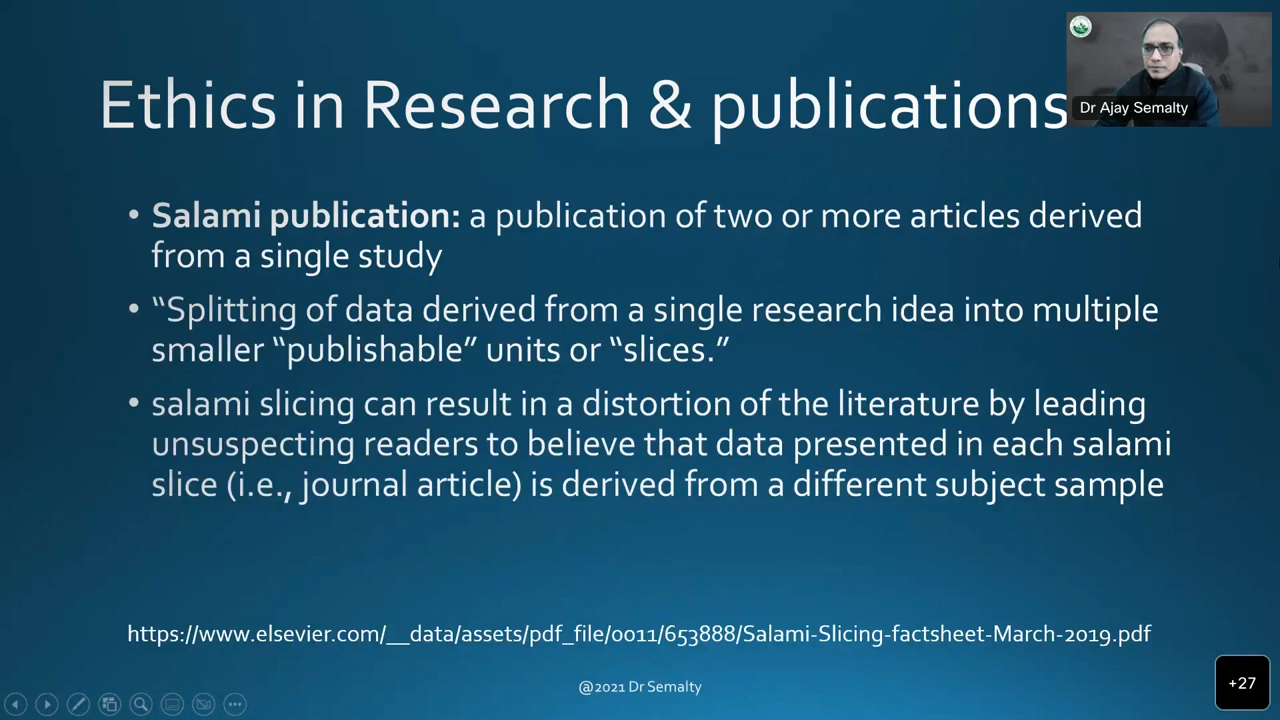 Ethics in Research & publications
Dr Ajay Semalty
• Salami publication: a publication of two or more articles derived
from a single study
• “Splitting of data derived from a single research idea into multiple
smaller “publishable” units or “slices.”
• salami slicing can result in a distortion of the literature by leading
unsuspecting readers to believe that data presented in each salami
slice (i.e., journal article) is derived from a different subject sample
https://www.elsevier.com/__data/assets/pdf_file/0011/653888/Salami-Slicing-factsheet-March-2019.pdf
@2021 Dr Semalty
+27